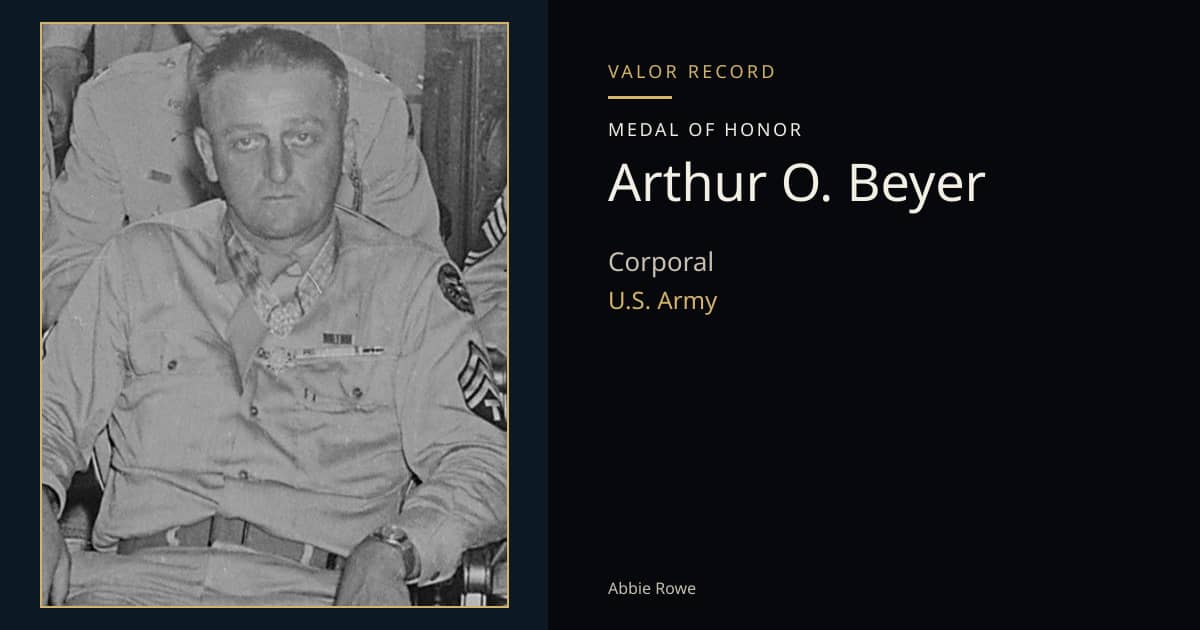 VALOR RECORD
MEDAL OF HONOR
Arthur O. Beyer
Corporal
U.S. Army
Abbie Rowe